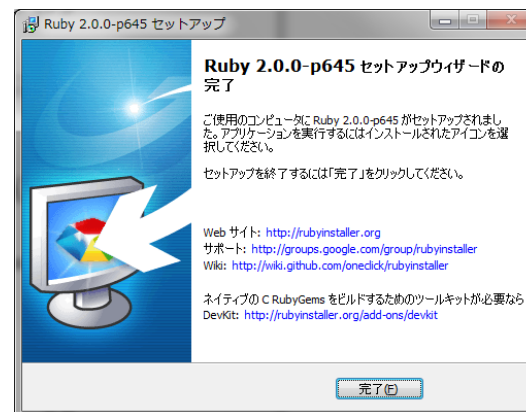 Ruby 2.0.0-p645 セットアップ
Ruby 2.0.0-p645 セットアップウィザードの
完了
ご使用のコンピュータに Ruby 2.0.0-p645 がセットアップされまし
た。アプリケーションを実行するにはインストールされたアイコンを選
択してください。
セットアップを終了するには「完了」をクリックしてください。
Web サイト: http://rubyinstaller.org
サポート: http://groups.google.com/group/rubyinstaller
Wiki: http://wiki.github.com/oneclick/rubyinstaller
ネイティブの C RubyGems をビルドするためのツールキットが必要なら
DevKit: http://rubyinstaller.org/add-ons/devkit
完了(F)